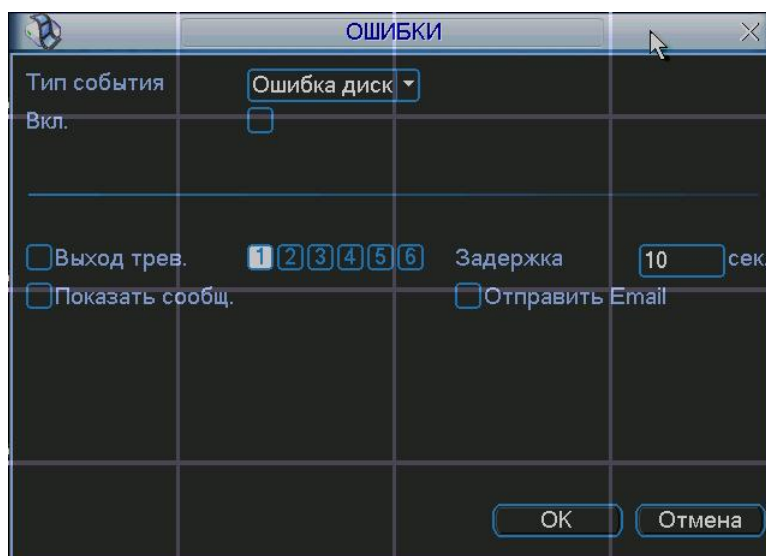 ОШИБКИ
Тип события Ошибка диск
Вкл.
Выход трев. 1 2 3 4 5 6 Задержка 10 сек.
Показать сообщ. Отправить Email
OK Отмена